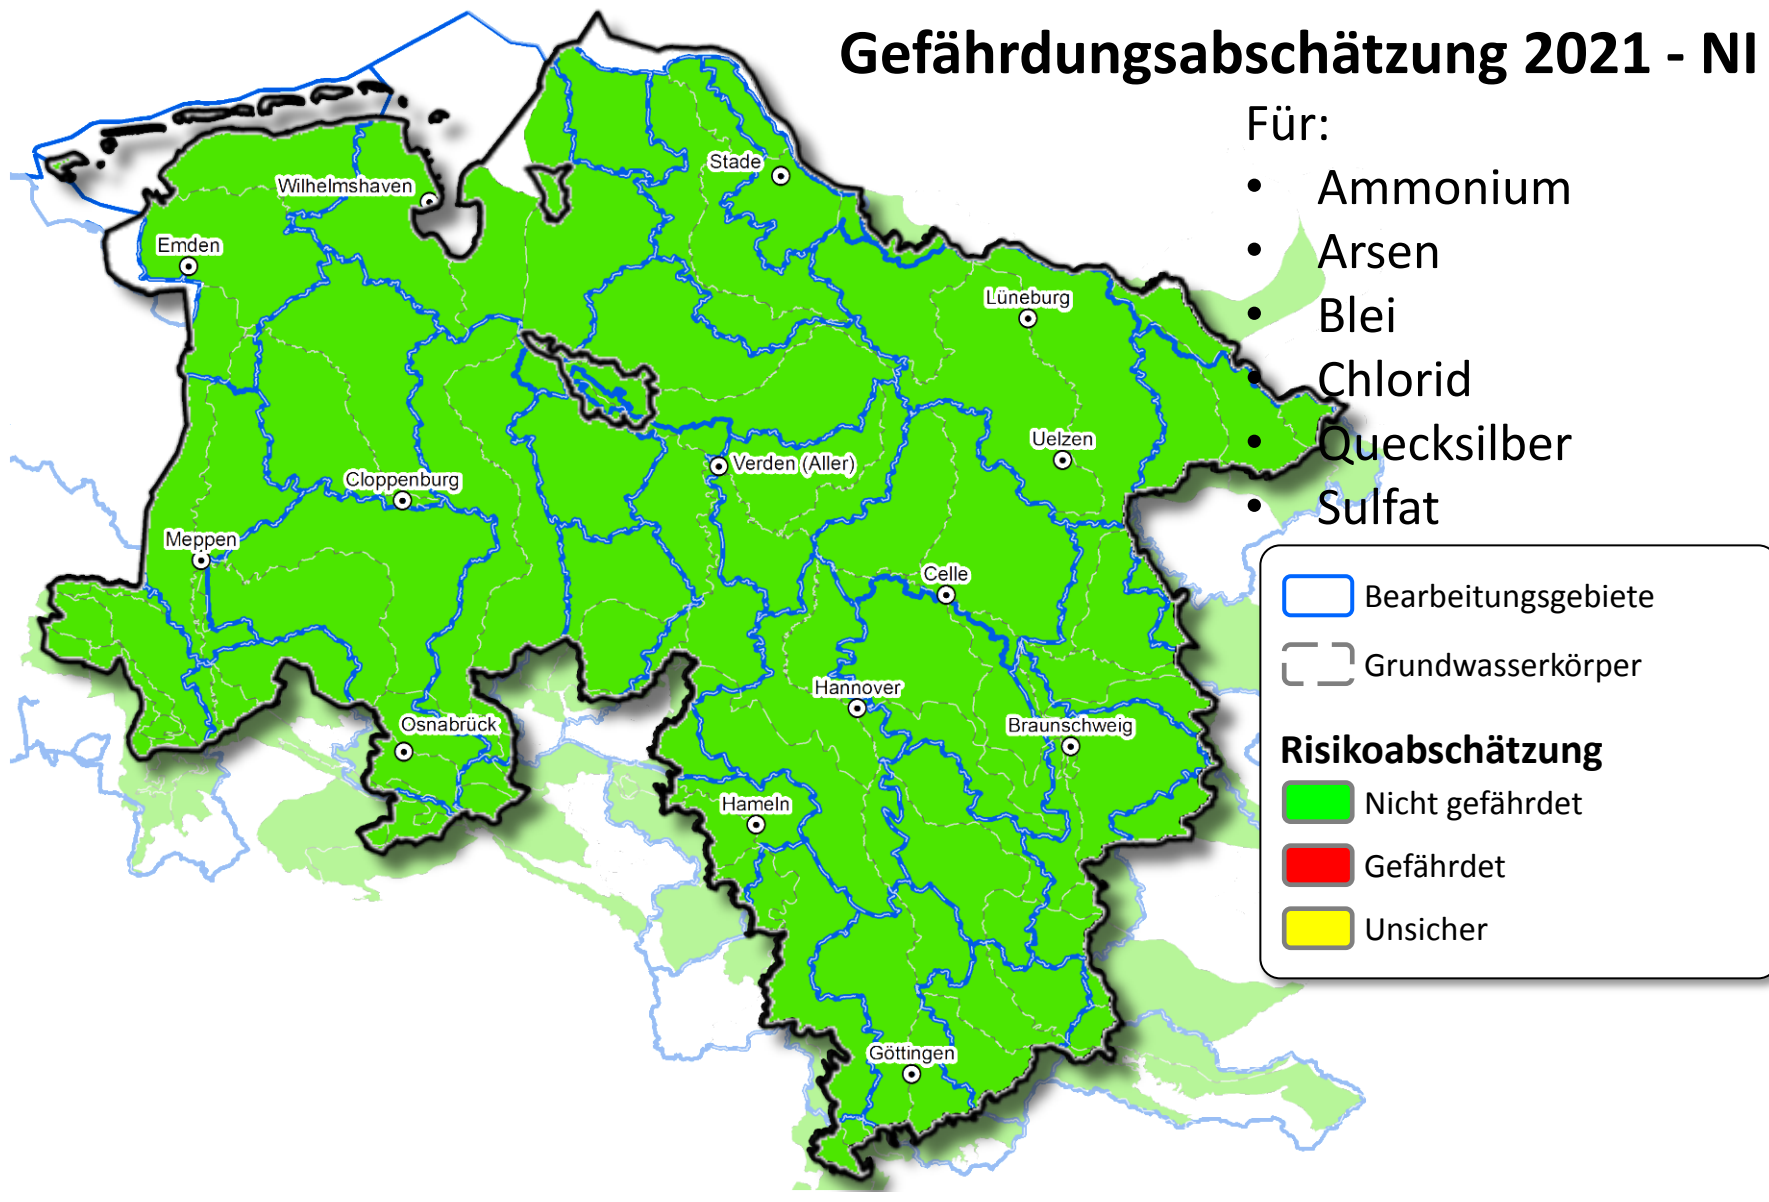 Gefährdungsabschätzung 2021 - NI
Für:
• Ammonium
• Arsen
• Blei
• Chlorid
• Quecksilber
• Sulfat
Stade
Wilhelmshaven
Emden
Lüneburg
Uelzen
Verden (Aller)
Cloppenburg
Meppen
Celle
Hannover
Osnabrück
Braunschweig
Hameln
Göttingen
Bearbeitungsgebiete
Grundwasserkörper
Risikoabschätzung
Nicht gefährdet
Gefährdet
Unsicher